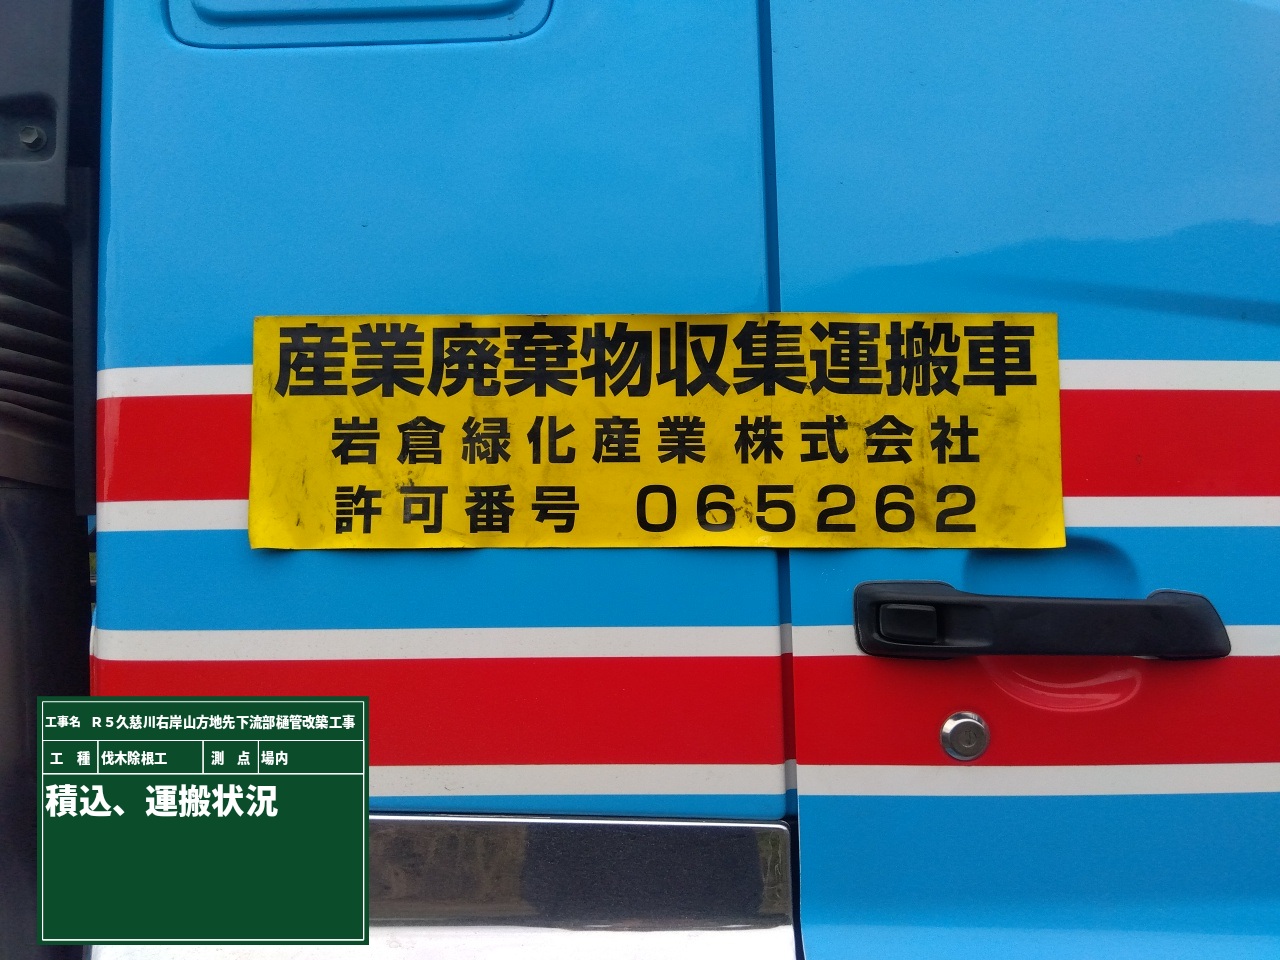 産業廃棄物収集運搬車
岩倉緑化産業 株式会社
許可番号 065262
工事名 R5久慈川右岸山方地先下流部樋管改築工事
工 種 伐木除根工 測 点 場内
積込、運搬状況